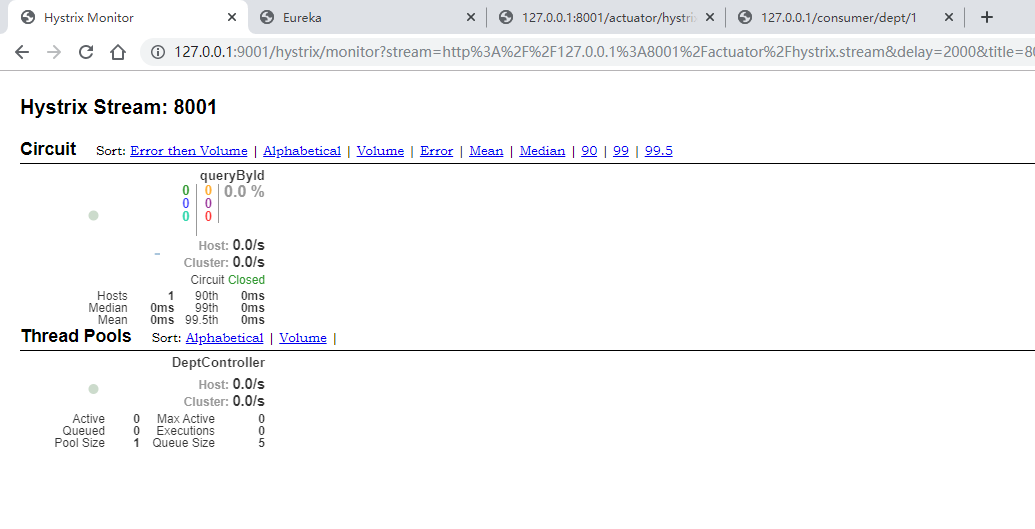 Hystrix Monitor
Eureka
127.0.0.1:8001/actuator/hystri
127.0.0.1/consumer/dept/1
127.0.0.1:9001/hystrix/monitor?stream=http%3A%2F%2F127.0.0.1%3A8001%2Factuator%2Fhystrix.stream&delay=2000&title=80
Hystrix Stream: 8001
Circuit Sort: Error then Volume | Alphabetical | Volume | Error | Mean | Median | 90 | 99 | 99.5
queryById
0 0 0.0 %
0 0
0 0
Host: 0.0/s
Cluster: 0.0/s
Circuit Closed
Hosts 1 90th 0ms
Median 0ms 99th 0ms
Mean 0ms 99.5th 0ms
Thread Pools Sort: Alphabetical | Volume |
DeptController
Host: 0.0/s
Cluster: 0.0/s
Active 0 Max Active 0
Queued 0 Executions 0
Pool Size 1 Queue Size 5